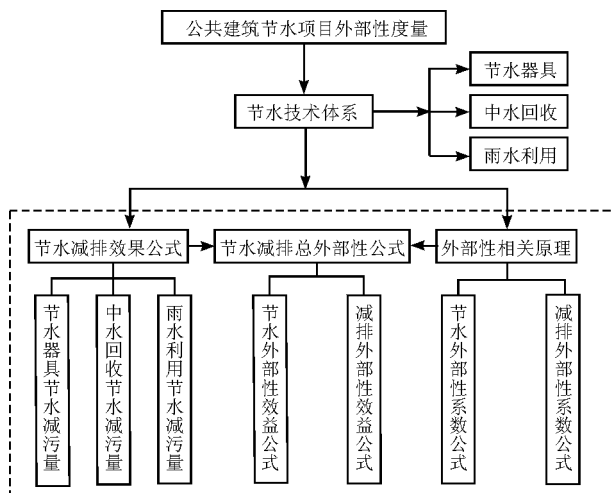 公共建筑节水项目外部性度量
节水器具
节水技术体系
中水回收
雨水利用
节水减排效果公式
节水减排总外部性公式
外部性相关原理
节水器具节水减污量
中水回收节水减污量
雨水利用节水减污量
节水外部性效益公式
减排外部性效益公式
节水外部性系数公式
减排外部性系数公式